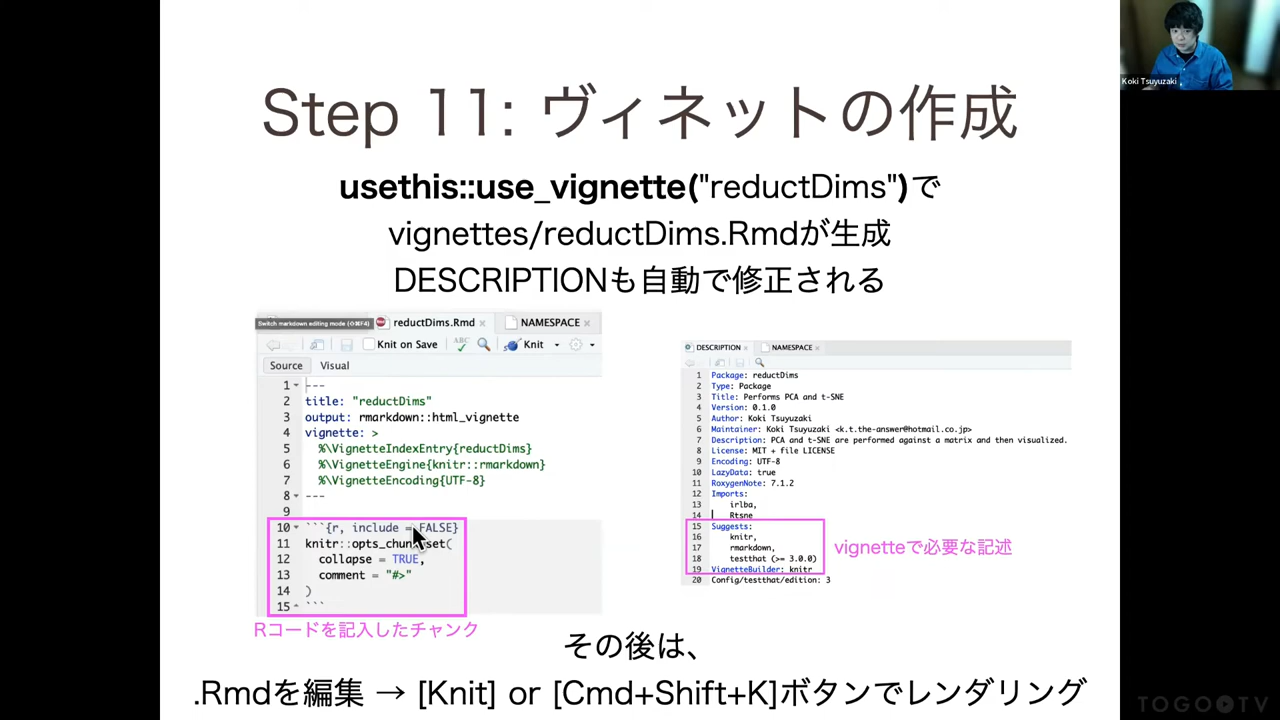 Koki Tsuyuzaki
Step 11: ヴィネットの作成
usethis::use_vignette("reductDims")で
vignettes/reductDims.Rmdが生成
DESCRIPTIONも自動で修正される
Switch markdown editing mode (⇧⌘F4)
reductDims.Rmd × NAMESPACE ×
Knit on Save ABC Knit
Source Visual
1 ---
2 title: "reductDims"
3 output: rmarkdown::html_vignette
4 vignette: >
5 %\VignetteIndexEntry{reductDims}
6 %\VignetteEngine{knitr::rmarkdown}
7 %\VignetteEncoding{UTF-8}
8 ---
9
10 ```{r, include = FALSE}
11 knitr::opts_chunk$set(
12 collapse = TRUE,
13 comment = "#>"
14 )
15 ```
Rコードを記入したチャンク
DESCRIPTION × NAMESPACE ×
1 Package: reductDims
2 Type: Package
3 Title: Performs PCA and t-SNE
4 Version: 0.1.0
5 Author: Koki Tsuyuzaki
6 Maintainer: Koki Tsuyuzaki <k.t.the-answer@hotmail.co.jp>
7 Description: PCA and t-SNE are performed against a matrix and then visualized.
8 License: MIT + file LICENSE
9 Encoding: UTF-8
10 LazyData: true
11 RoxygenNote: 7.1.2
12 Imports:
13 irlba,
14 Rtsne
15 Suggests:
16 knitr,
17 rmarkdown,
18 testthat (>= 3.0.0)
19 VignetteBuilder: knitr
20 Config/testthat/edition: 3
vignetteで必要な記述
その後は、
.Rmdを編集 → [Knit] or [Cmd+Shift+K]ボタンでレンダリング
TOGOTV